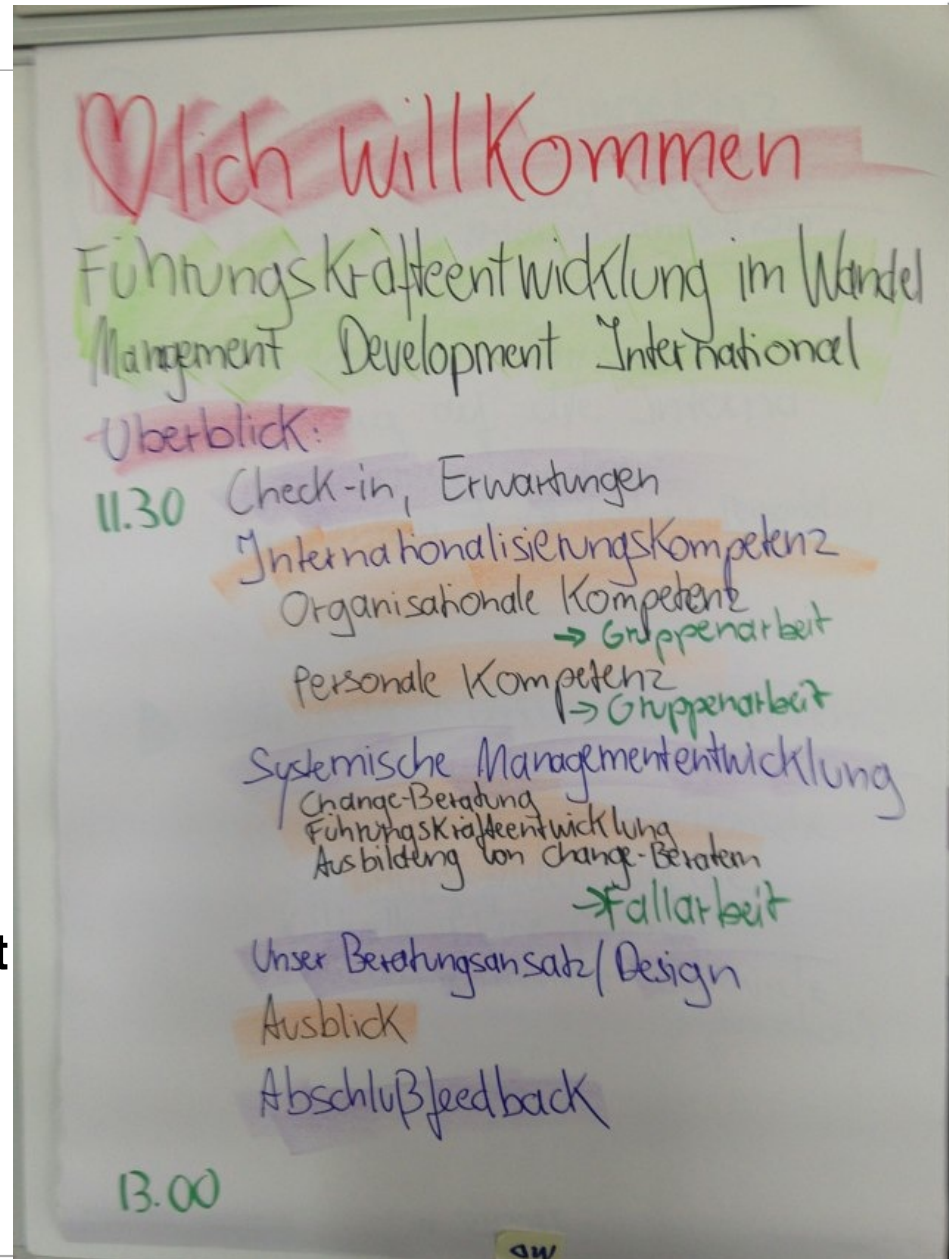 ♡lich willkommen
Führungskräfteentwicklung im Wandel
Mangement Development International
Überblick:
11.30 Check-in, Erwartungen
Internationalisierungskompetenz
Organisationale Kompetenz
→ Gruppenarbeit
Personale Kompetenz
→ Gruppenarbeit
Systemische Managemententwicklung
Change-Beratung
Führungskräfteentwicklung
Ausbildung von Change-Beratern
→ Fallarbeit
t
Unser Beratungsansatz/Design
Ausblick
Abschlußfeedback
13.00